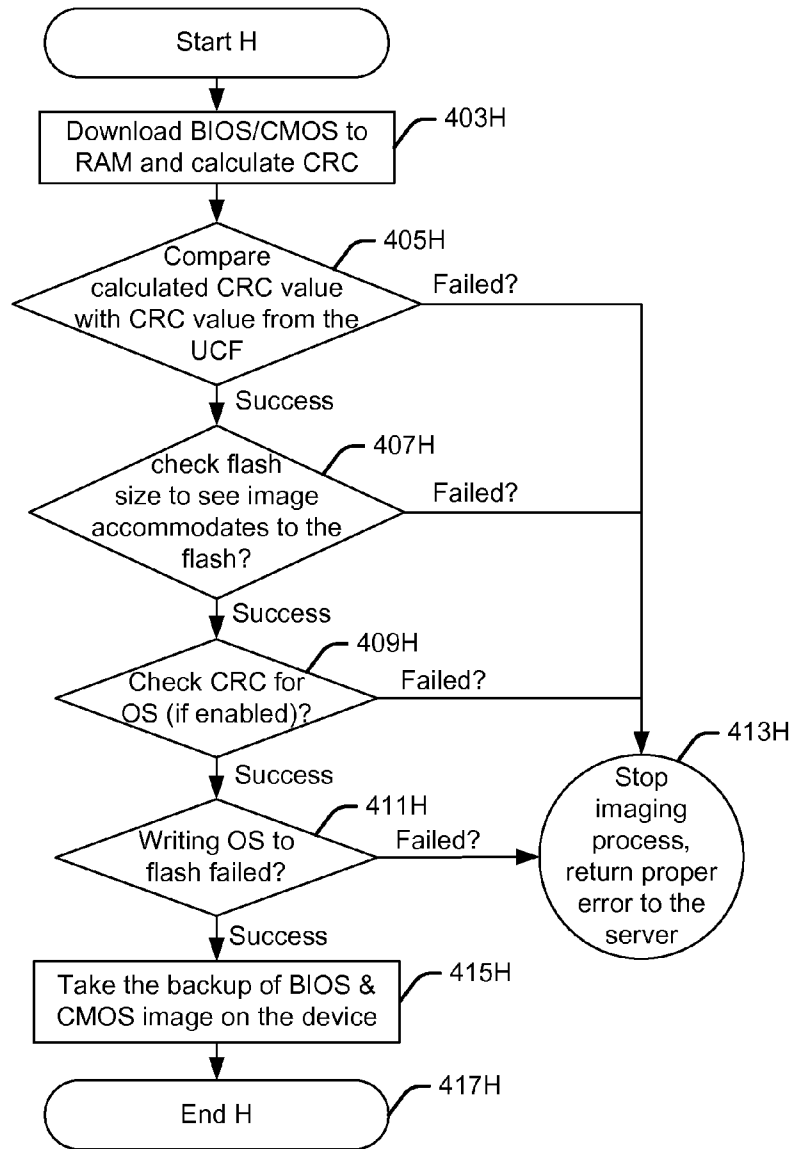 Start H
Download BIOS/CMOS to
RAM and calculate CRC
403H
Compare
calculated CRC value
with CRC value from the
UCF
405H
Failed?
Success
check flash
size to see image
accommodates to the
flash?
407H
Failed?
Success
Check CRC for
OS (if enabled)?
409H
Failed?
Success
Writing OS to
flash failed?
411H
Failed?
Stop
imaging
process,
return proper
error to the
server
413H
Success
Take the backup of BIOS &
CMOS image on the device
415H
End H
417H